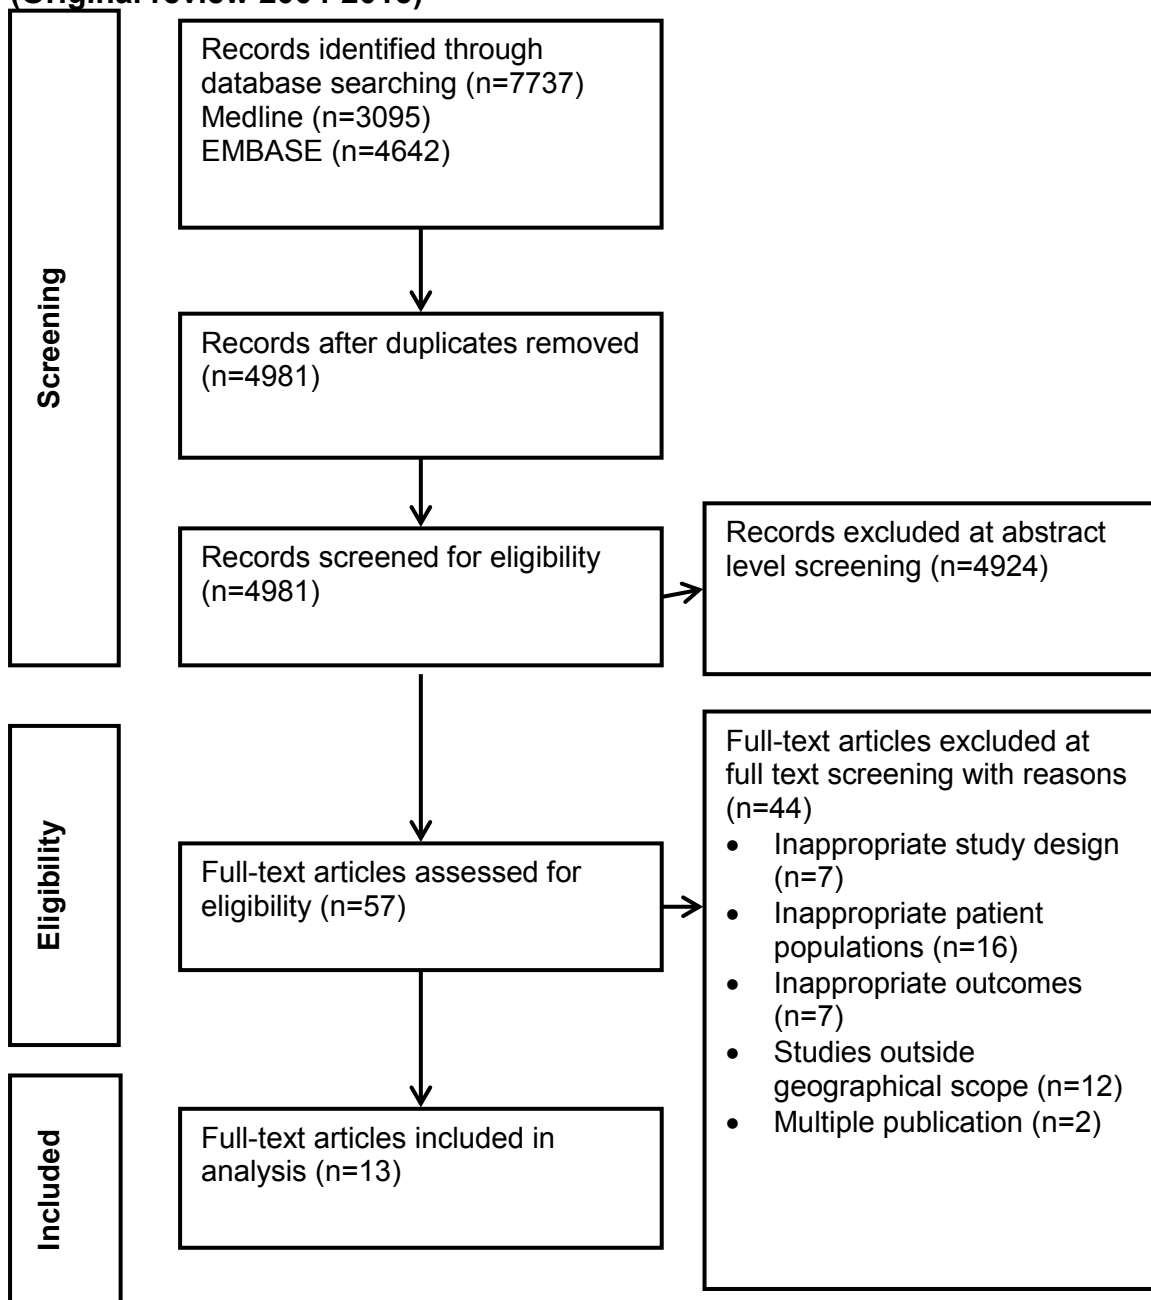 Screening
Records identified through
database searching (n=7737)
Medline (n=3095)
EMBASE (n=4642)
Records after duplicates removed
(n=4981)
Records screened for eligibility
(n=4981)
Records excluded at abstract
level screening (n=4924)
Eligibility
Full-text articles assessed for
eligibility (n=57)
Full-text articles excluded at
full text screening with reasons
(n=44)
• Inappropriate study design
(n=7)
• Inappropriate patient
populations (n=16)
• Inappropriate outcomes
(n=7)
• Studies outside
geographical scope (n=12)
• Multiple publication (n=2)
Included
Full-text articles included in
analysis (n=13)